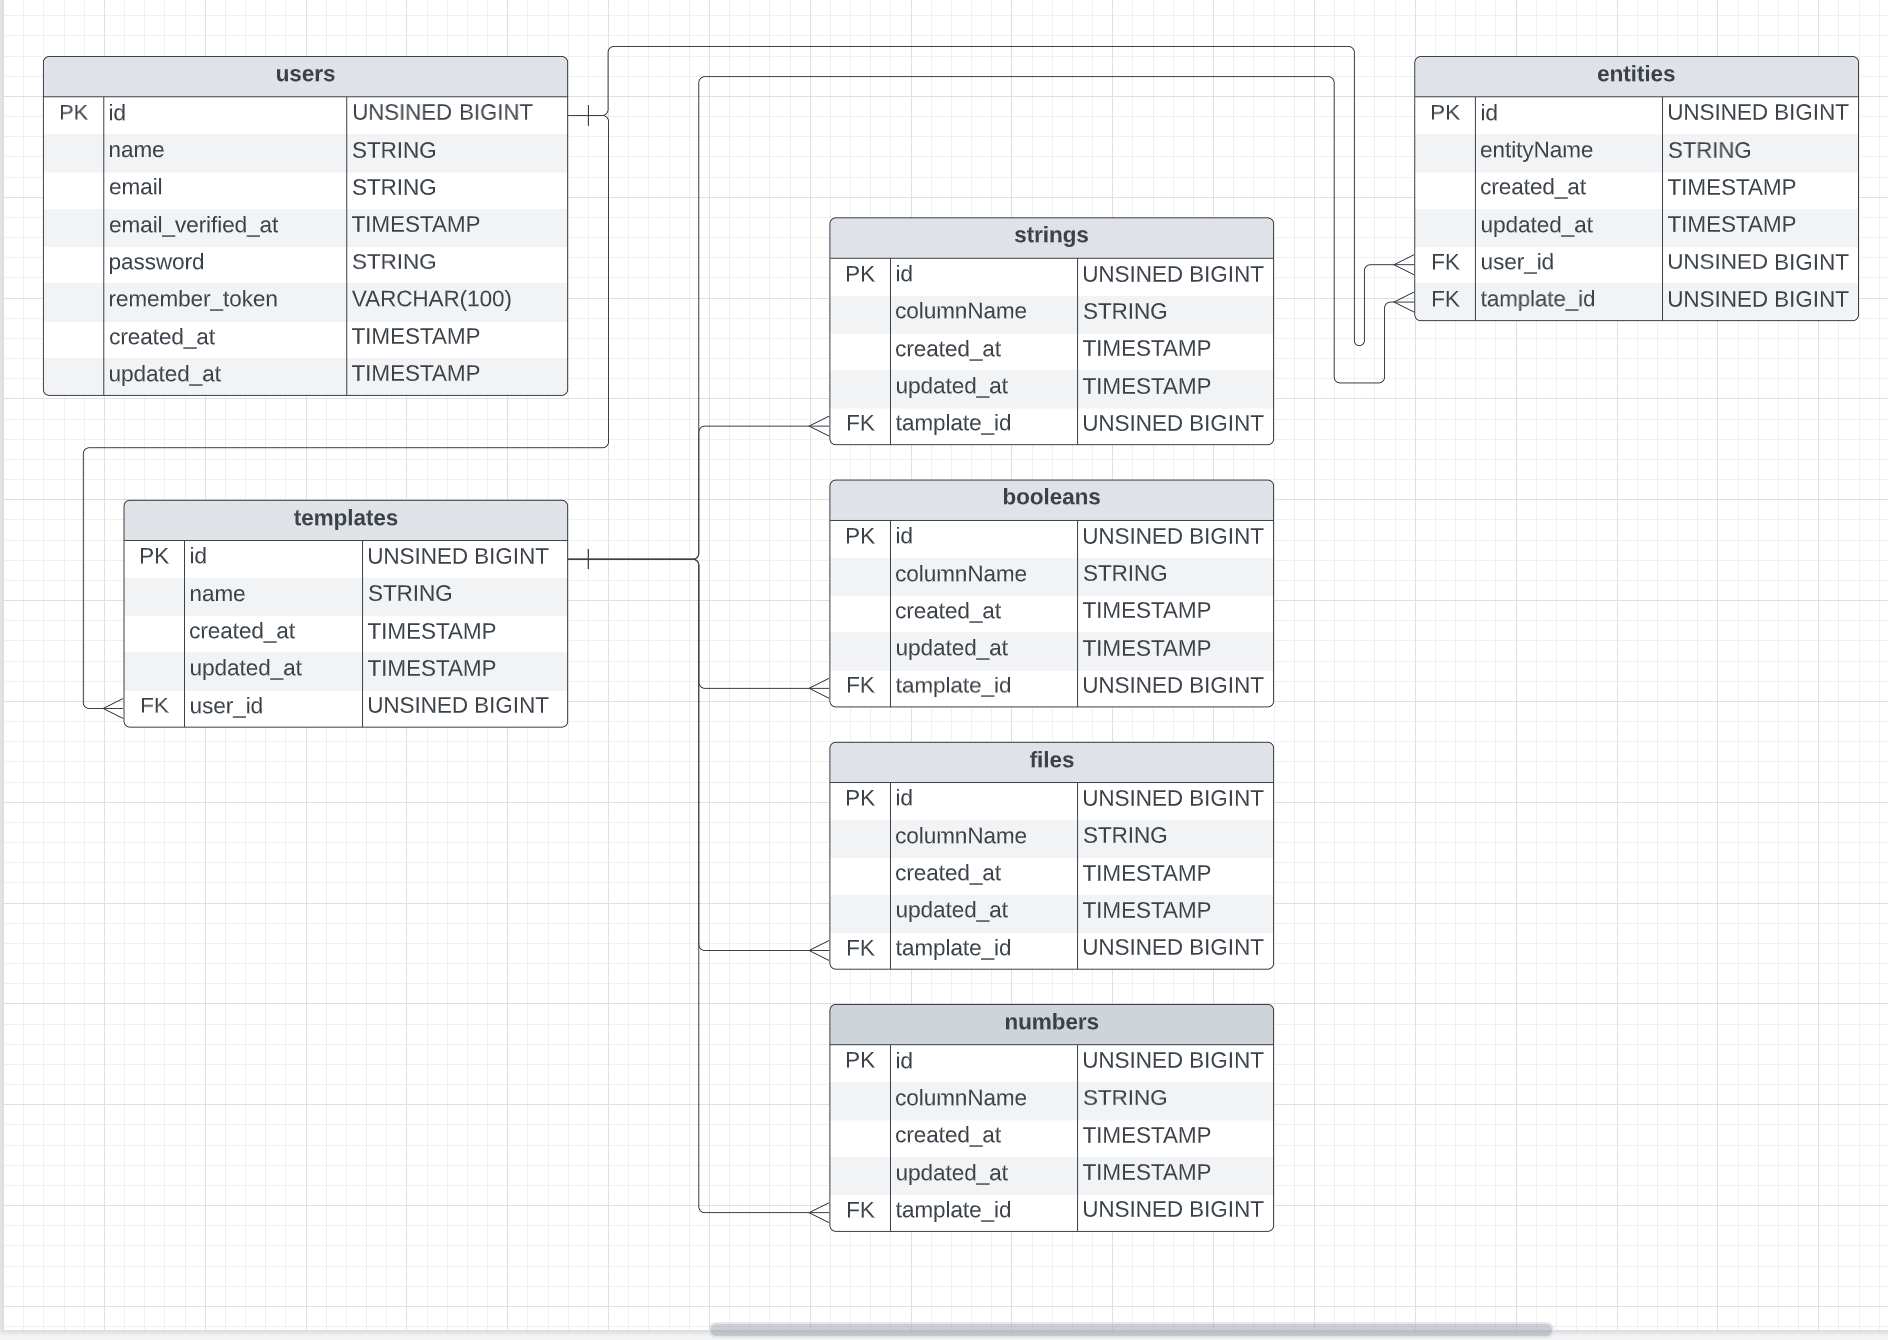 users
PK id UNSINED BIGINT
name STRING
email STRING
email_verified_at TIMESTAMP
password STRING
remember_token VARCHAR(100)
created_at TIMESTAMP
updated_at TIMESTAMP
templates
PK id UNSINED BIGINT
name STRING
created_at TIMESTAMP
updated_at TIMESTAMP
FK user_id UNSINED BIGINT
strings
PK id UNSINED BIGINT
columnName STRING
created_at TIMESTAMP
updated_at TIMESTAMP
FK tamplate_id UNSINED BIGINT
booleans
PK id UNSINED BIGINT
columnName STRING
created_at TIMESTAMP
updated_at TIMESTAMP
FK tamplate_id UNSINED BIGINT
files
PK id UNSINED BIGINT
columnName STRING
created_at TIMESTAMP
updated_at TIMESTAMP
FK tamplate_id UNSINED BIGINT
numbers
PK id UNSINED BIGINT
columnName STRING
created_at TIMESTAMP
updated_at TIMESTAMP
FK tamplate_id UNSINED BIGINT
entities
PK id UNSINED BIGINT
entityName STRING
created_at TIMESTAMP
updated_at TIMESTAMP
FK user_id UNSINED BIGINT
FK tamplate_id UNSINED BIGINT